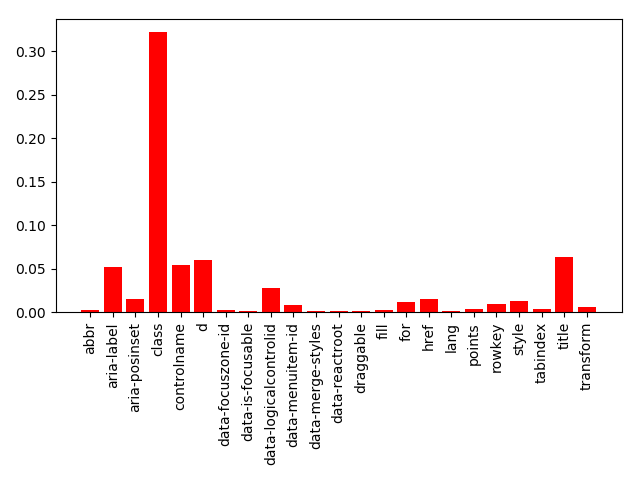 0.30
0.25
0.20
0.15
0.10
0.05
0.00
abbr
aria-label
aria-posinset
class
controlname
d
data-focuszone-id
data-is-focusable
data-logicalcontrolid
data-menuitem-id
data-merge-styles
data-reactroot
draggable
fill
for
href
lang
points
rowkey
style
tabindex
title
transform